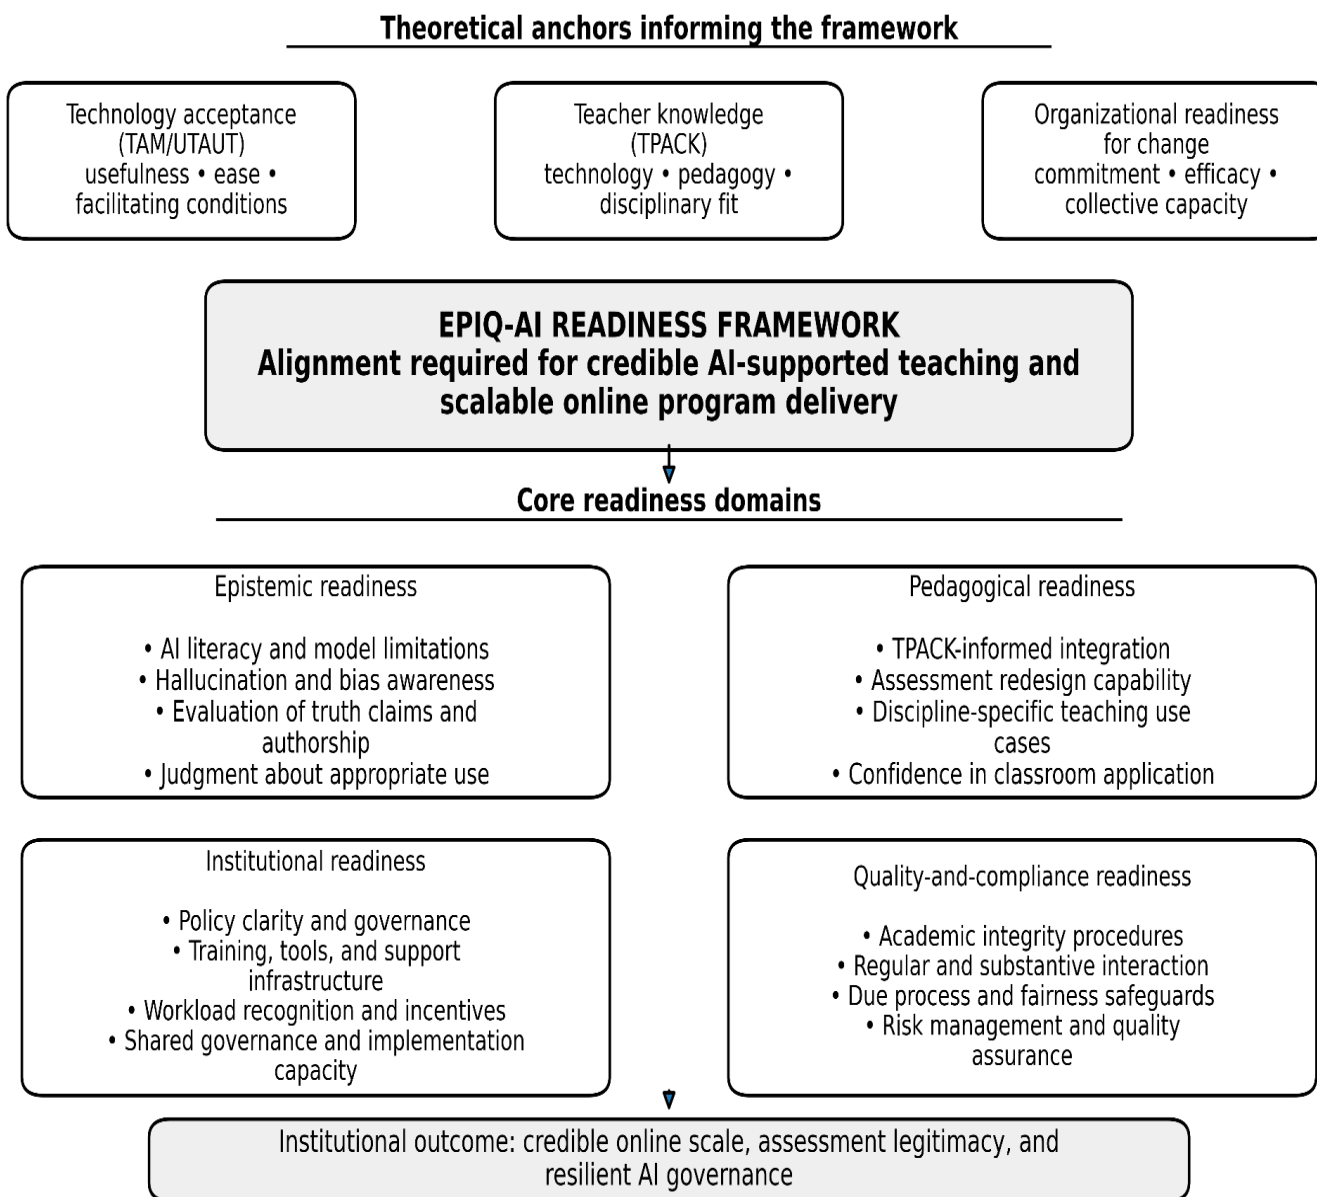 Theoretical anchors informing the framework
Technology acceptance
(TAM/UTAUT)
usefulness • ease •
facilitating conditions
Teacher knowledge
(TPACK)
technology • pedagogy •
disciplinary fit
Organizational readiness
for change
commitment • efficacy •
collective capacity
EPIQ-AI READINESS FRAMEWORK
Alignment required for credible AI-supported teaching and
scalable online program delivery
Core readiness domains
Epistemic readiness
• AI literacy and model limitations
• Hallucination and bias awareness
• Evaluation of truth claims and
authorship
• Judgment about appropriate use
Pedagogical readiness
• TPACK-informed integration
• Assessment redesign capability
• Discipline-specific teaching use
cases
• Confidence in classroom application
Institutional readiness
• Policy clarity and governance
• Training, tools, and support
infrastructure
• Workload recognition and incentives
• Shared governance and implementation
capacity
Quality-and-compliance readiness
• Academic integrity procedures
• Regular and substantive interaction
• Due process and fairness safeguards
• Risk management and quality
assurance
Institutional outcome: credible online scale, assessment legitimacy, and
resilient AI governance